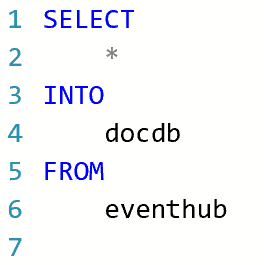 1 SELECT
2     *
3 INTO
4     docdb
5 FROM
6     eventhub
7